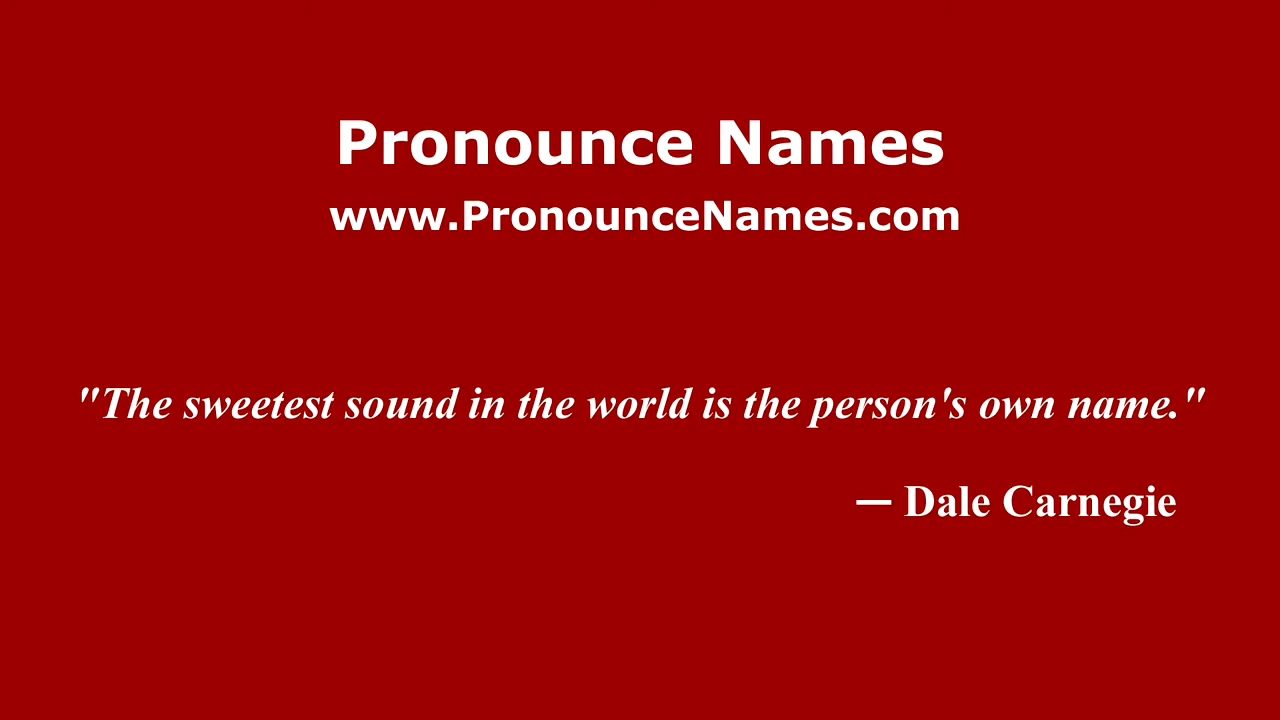 Pronounce Names
www.PronounceNames.com
"The sweetest sound in the world is the person's own name."
— Dale Carnegie